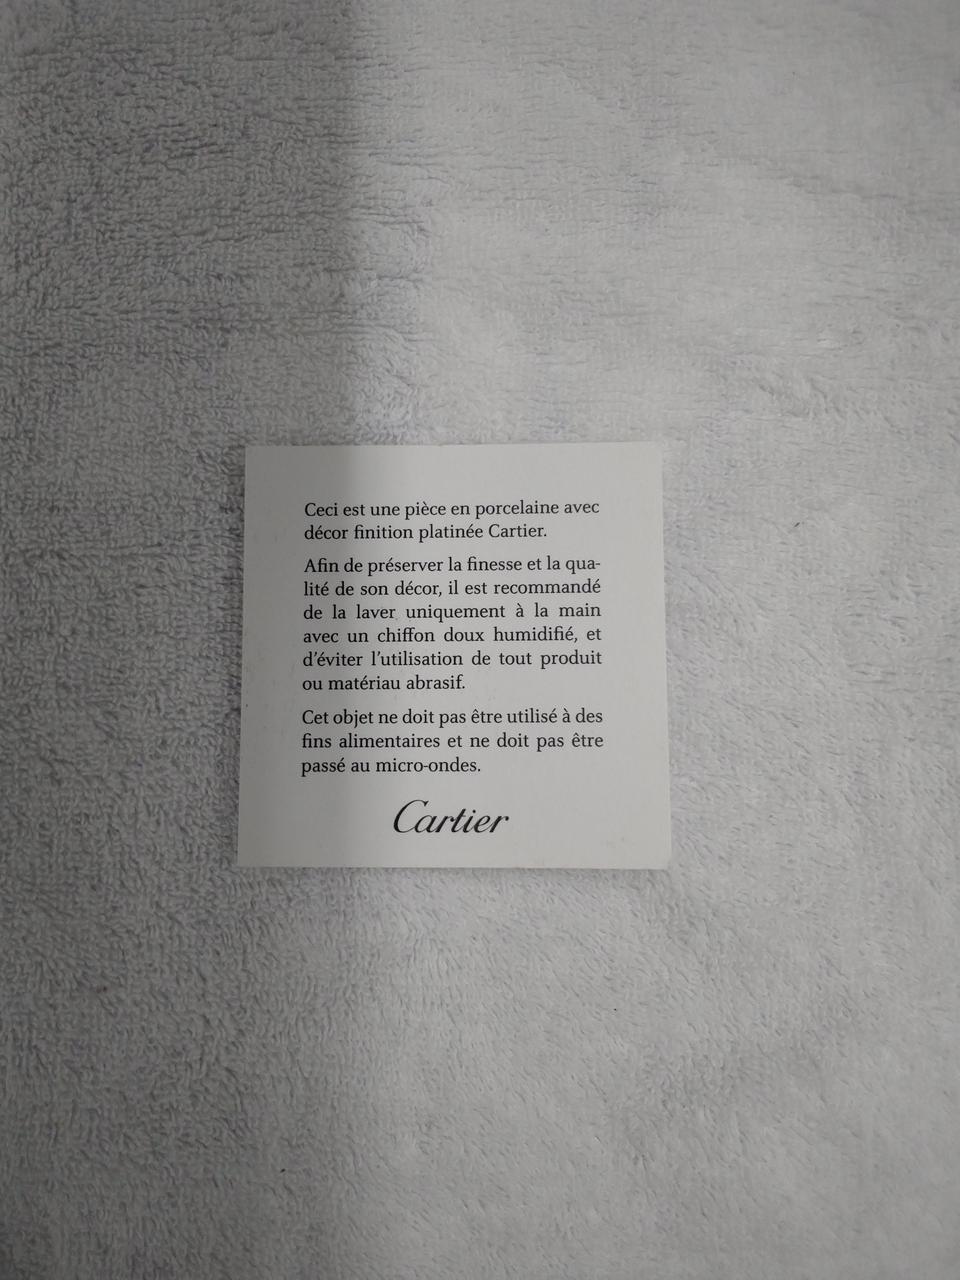 Ceci est une pièce en porcelaine avec
décor finition platinée Cartier.
Afin de préserver la finesse et la qua-
lité de son décor, il est recommandé
de la laver uniquement à la main
avec un chiffon doux humidifié, et
d'éviter l'utilisation de tout produit
ou matériau abrasif.
Cet objet ne doit pas être utilisé à des
fins alimentaires et ne doit pas être
passé au micro-ondes.
Cartier